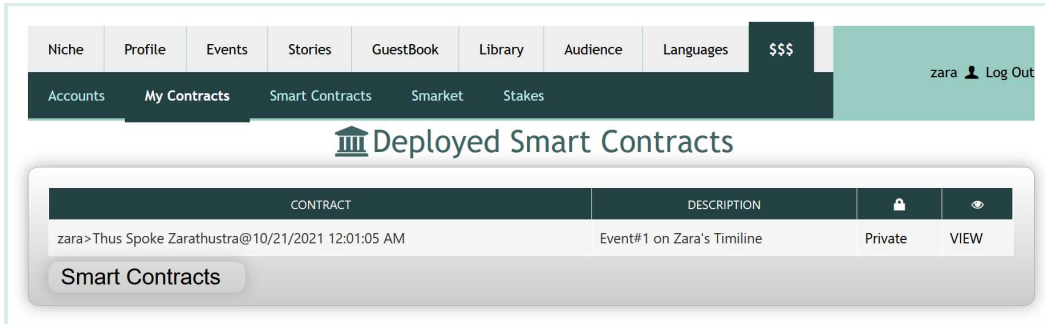 Niche Profile Events Stories GuestBook Library Audience Languages $$$
zara Log Out
Accounts My Contracts Smart Contracts Smarket Stakes
Deployed Smart Contracts
CONTRACT DESCRIPTION
zara>Thus Spoke Zarathustra@10/21/2021 12:01:05 AM Event#1 on Zara's Timiline Private VIEW
Smart Contracts